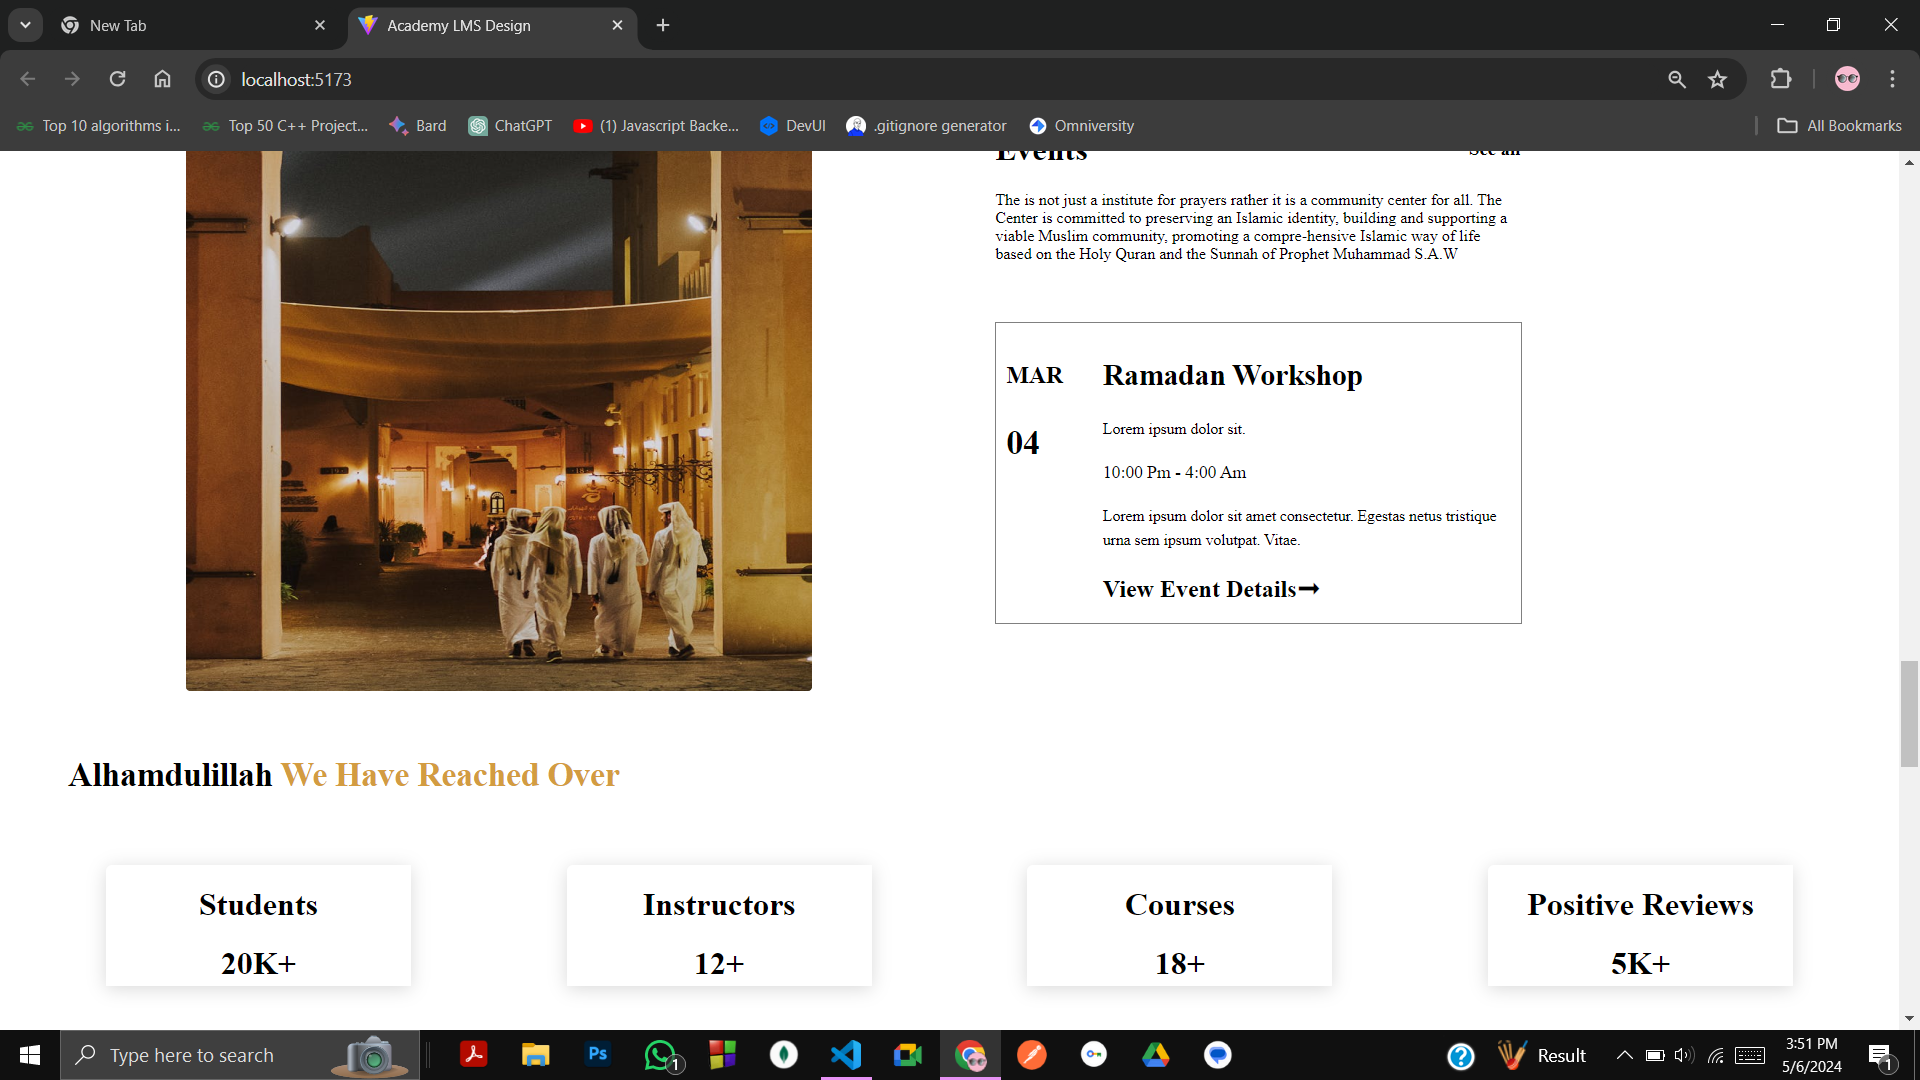 New Tab
Academy LMS Design
localhost:5173
Top 10 algorithms i...
Top 50 C++ Project...
Bard
ChatGPT
(1) Javascript Backe...
DevUI
.gitignore generator
Omniversity
All Bookmarks
Events
See all
The is not just a institute for prayers rather it is a community center for all. The
Center is committed to preserving an Islamic identity, building and supporting a
viable Muslim community, promoting a compre-hensive Islamic way of life
based on the Holy Quran and the Sunnah of Prophet Muhammad S.A.W
MAR
04
Ramadan Workshop
Lorem ipsum dolor sit.
10:00 Pm - 4:00 Am
Lorem ipsum dolor sit amet consectetur. Egestas netus tristique
urna sem ipsum volutpat. Vitae.
View Event Details→
Alhamdulillah We Have Reached Over
Students
20K+
Instructors
12+
Courses
18+
Positive Reviews
5K+
Type here to search
Ps
1
Result
3:51 PM
5/6/2024
1